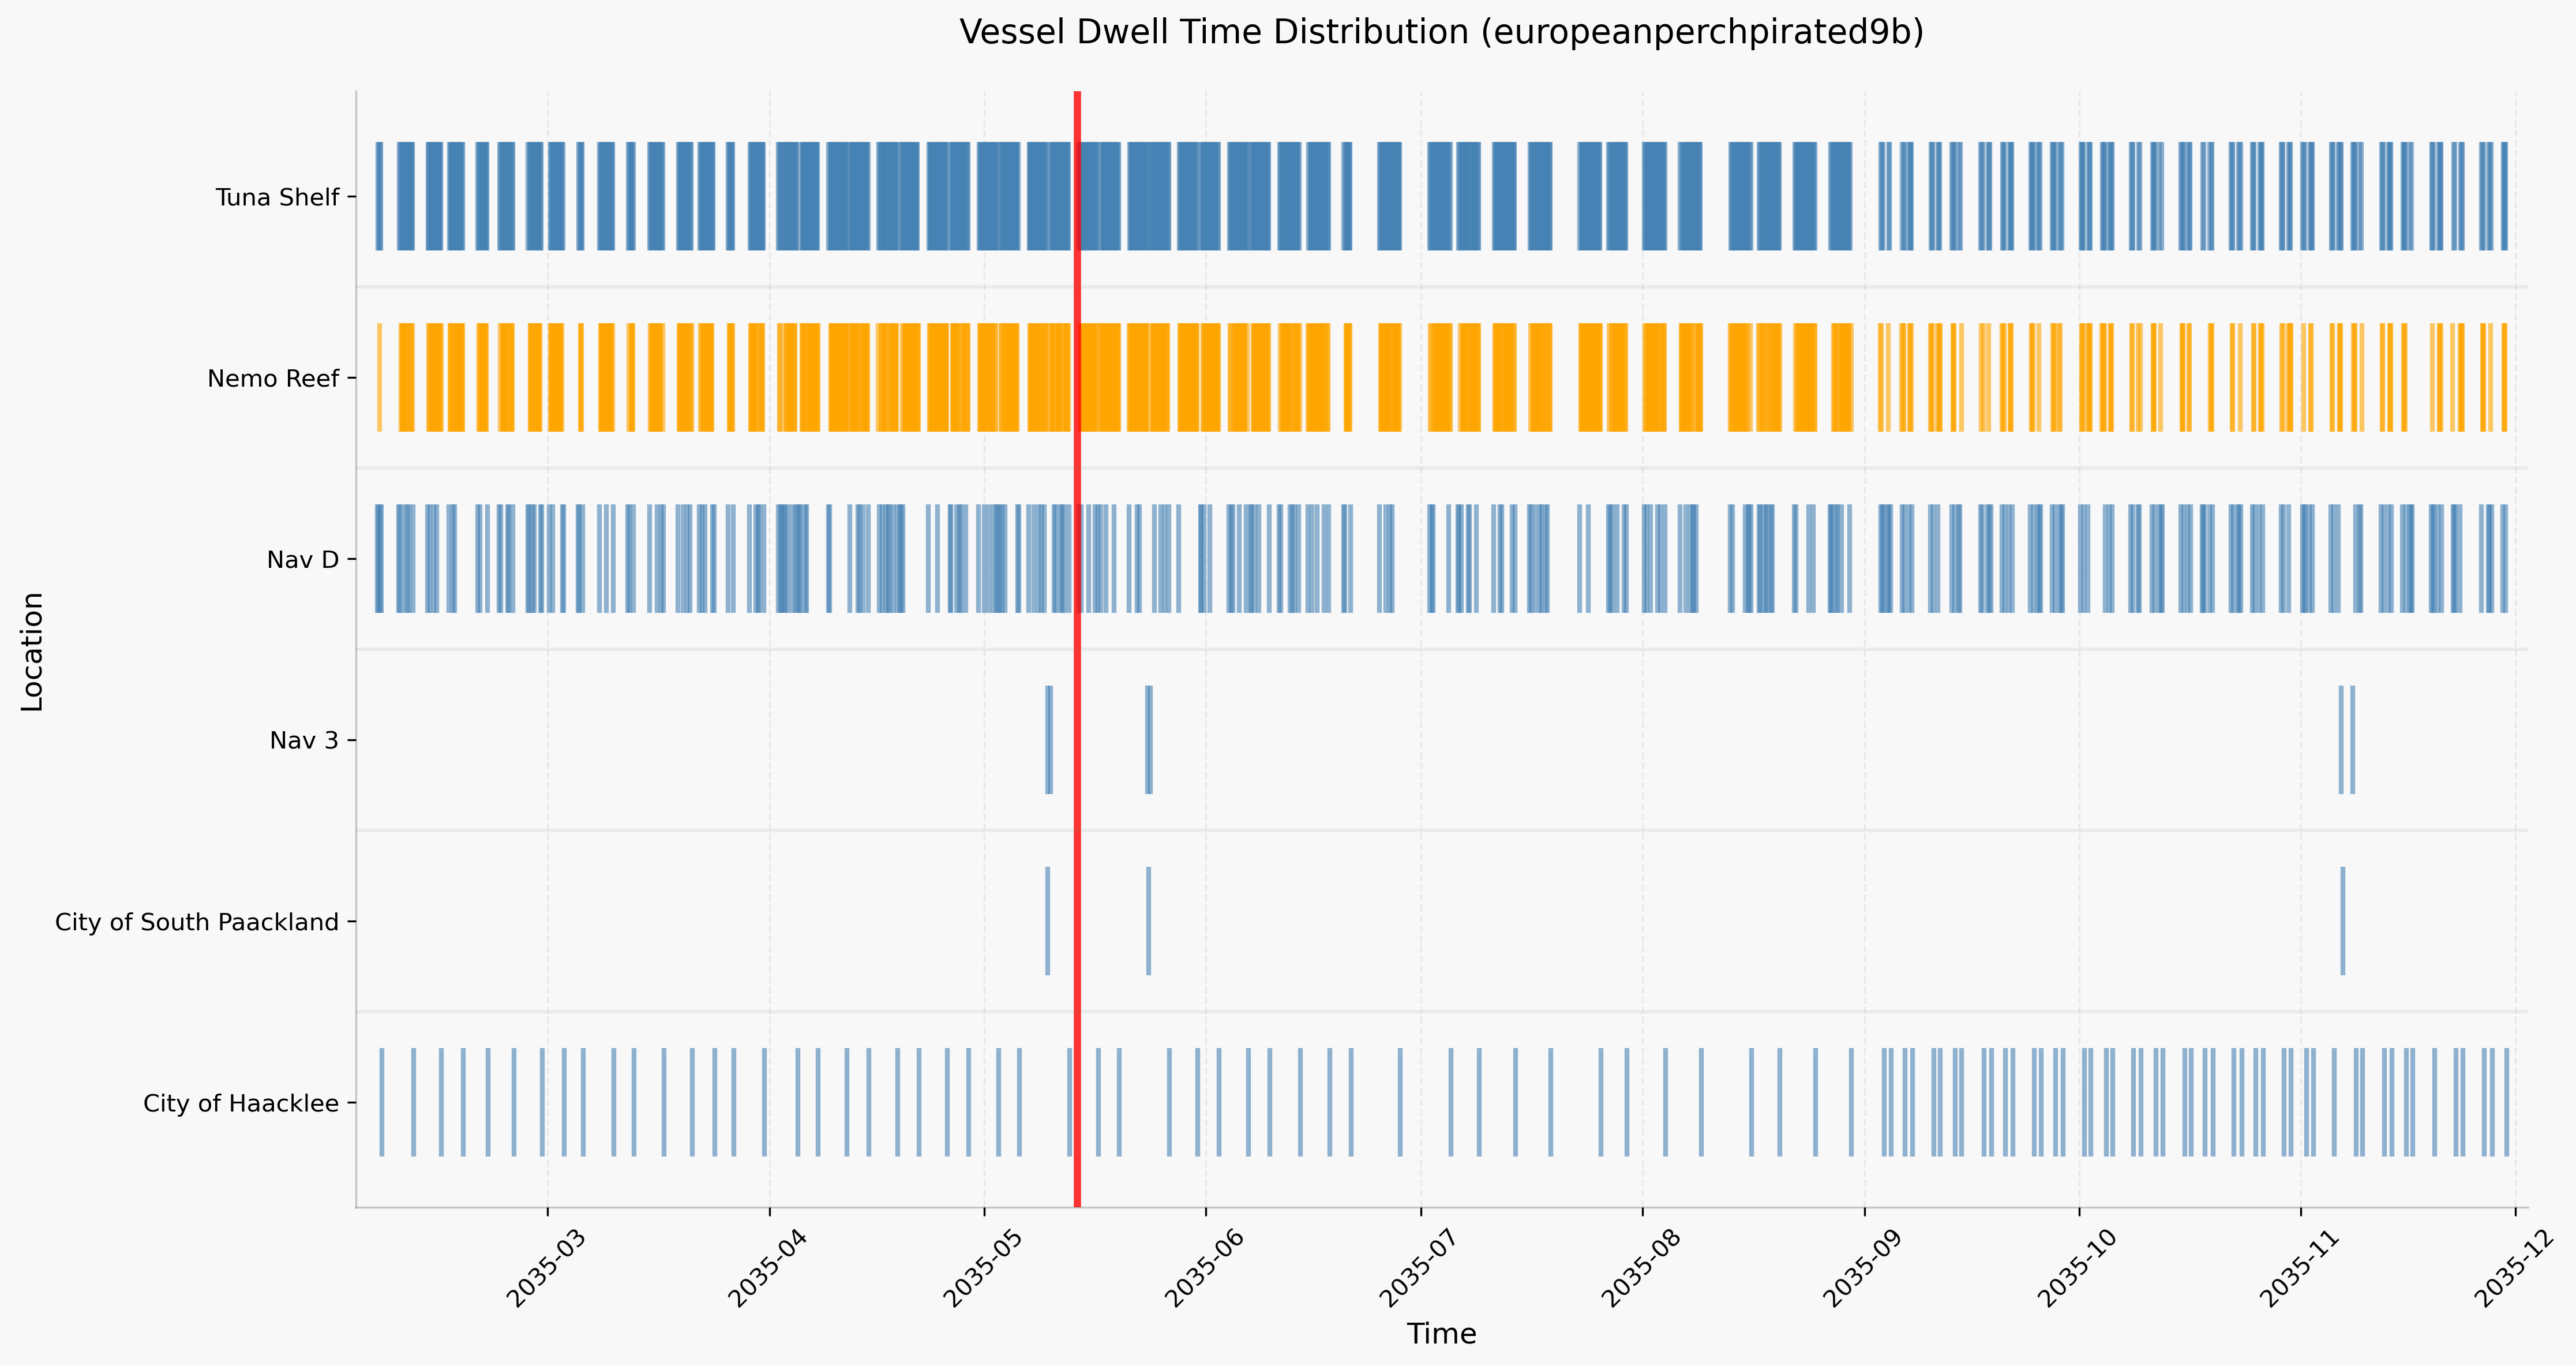 Vessel Dwell Time Distribution (europeanperchpirated9b)
Location
Tuna Shelf
Nemo Reef
Nav D
Nav 3
City of South Paackland
City of Haacklee
2035-03
2035-04
2035-05
2035-06
2035-07
2035-08
2035-09
2035-10
2035-11
2035-12
Time